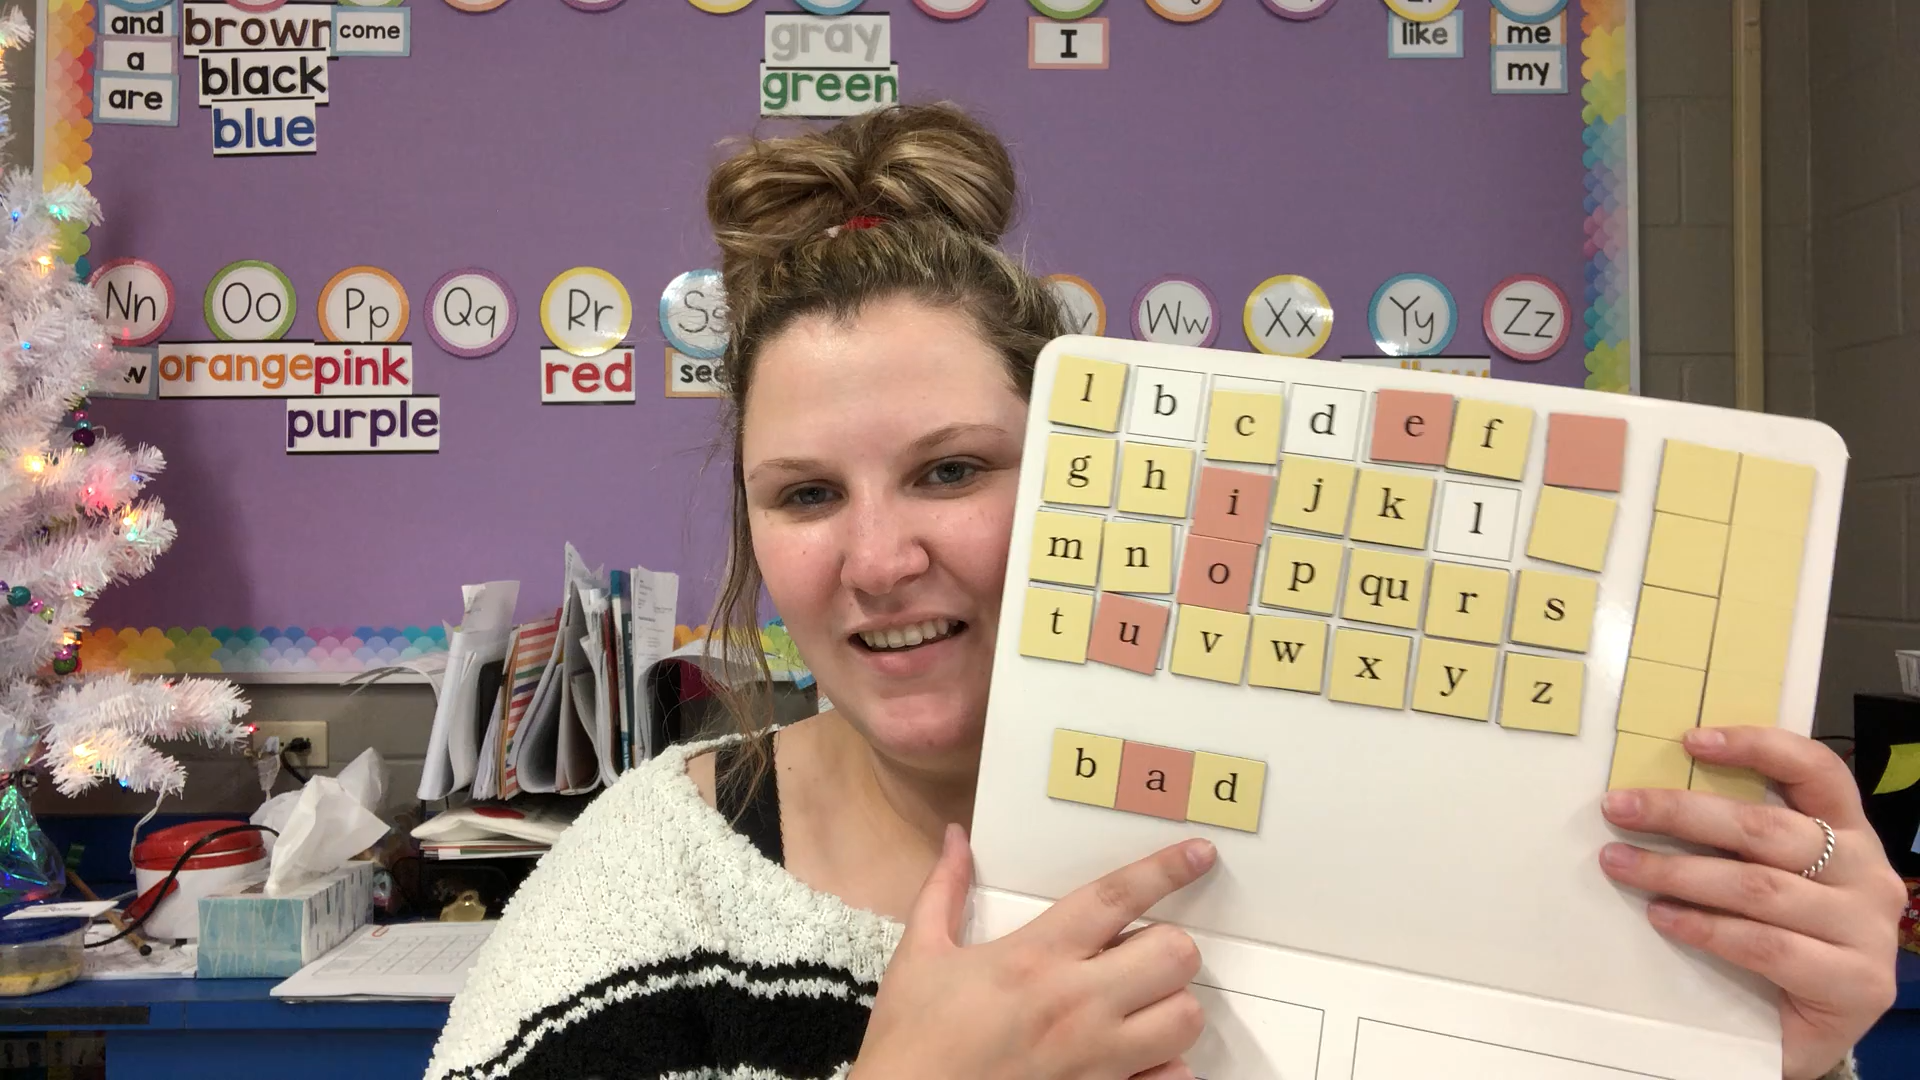 and
a
are
brown
black
blue
come
gray
green
I
like
me
my
Nn Oo Pp Qq Rr Ss Ww Xx Yy Zz
orange
pink
purple
red
see
l b c d e f
g h i j k l
m n o p qu r s
t u v w x y z
b a d